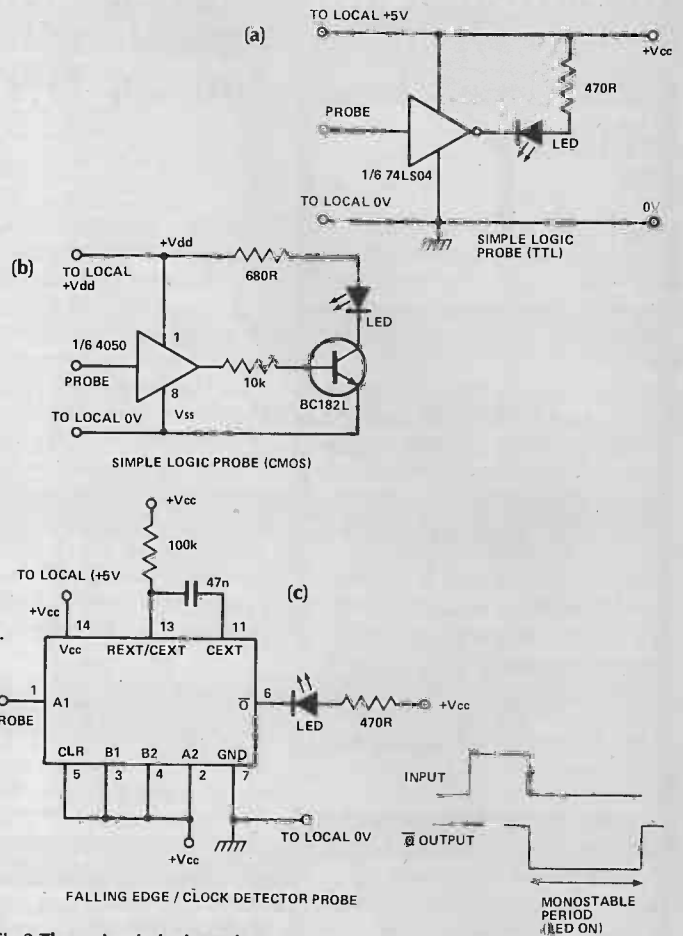 (a)
TO LOCAL +5V
+Vcc
470R
PROBE
LED
1/6 74LS04
TO LOCAL 0V
0V
SIMPLE LOGIC
PROBE (TTL)
(b)
+Vdd
TO LOCAL
+Vdd
680R
LED
1/6 4050
1
PROBE
10k
8
BC182L
Vss
TO LOCAL 0V
SIMPLE LOGIC PROBE (CMOS)
(c)
+Vcc
100k
47n
TO LOCAL (+5V
+Vcc
14
13
11
Vcc
REXT/CEXT
CEXT
1
A1
ROBE
Q
6
LED
470R
+Vcc
CLR
B1
B2
A2
GND
5
3
4
2
7
TO LOCAL 0V
+Vcc
INPUT
Q OUTPUT
MONOSTABLE
PERIOD
(LED ON)
FALLING EDGE / CLOCK DETECTOR PROBE